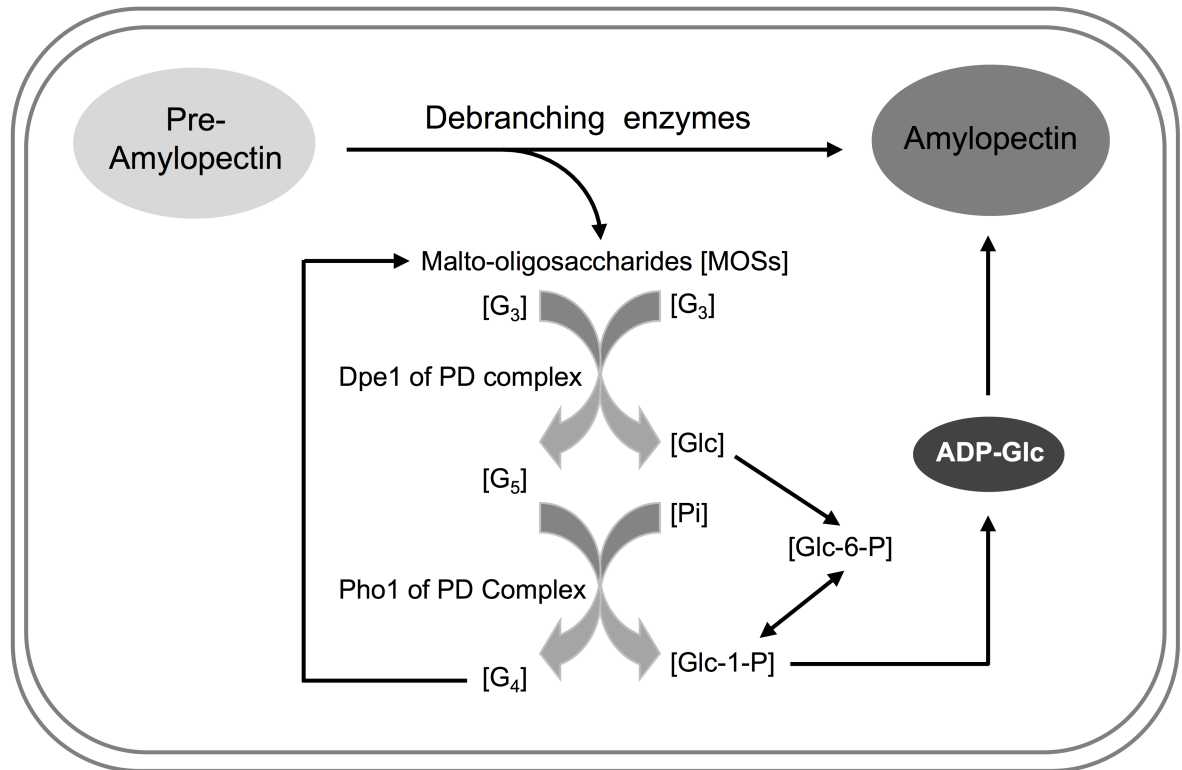 Pre-
Amylopectin
Debranching enzymes
Amylopectin
Malto-oligosaccharides [MOSs]
[G₃]
[G₃]
Dpe1 of PD complex
[Glc]
ADP-Glc
[G₅]
[Pi]
[Glc-6-P]
Pho1 of PD Complex
[Glc-1-P]
[G₄]